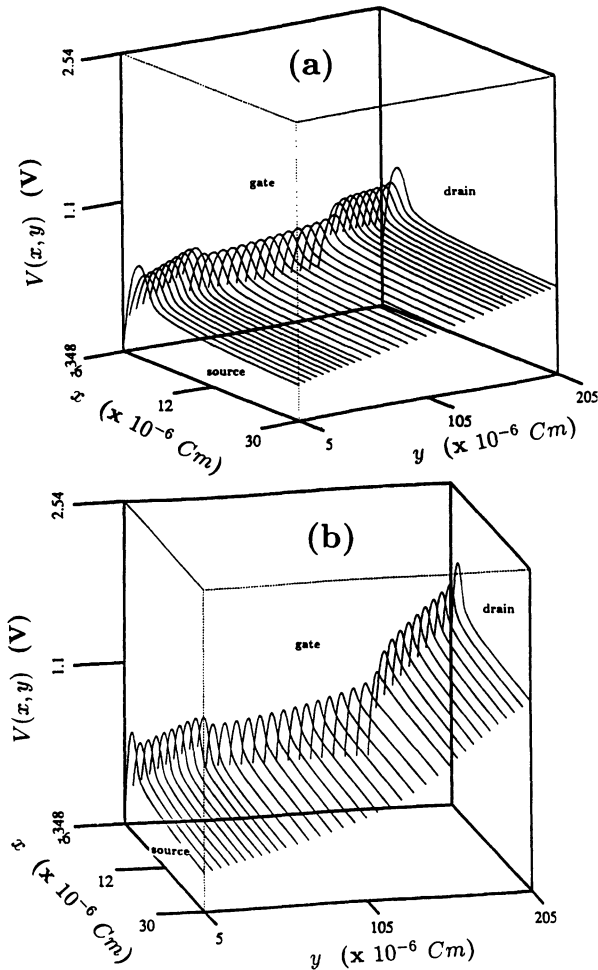 (a)
2.54
gate
drain
1.1
V(x,y) (V)
.348
source
x (x 10⁻⁶ Cm)
12
30
5
105
205
y (x 10⁻⁶ Cm)
(b)
2.54
drain
gate
1.1
V(x,y) (V)
.348
source
x (x 10⁻⁶ Cm)
12
30
5
105
205
y (x 10⁻⁶ Cm)